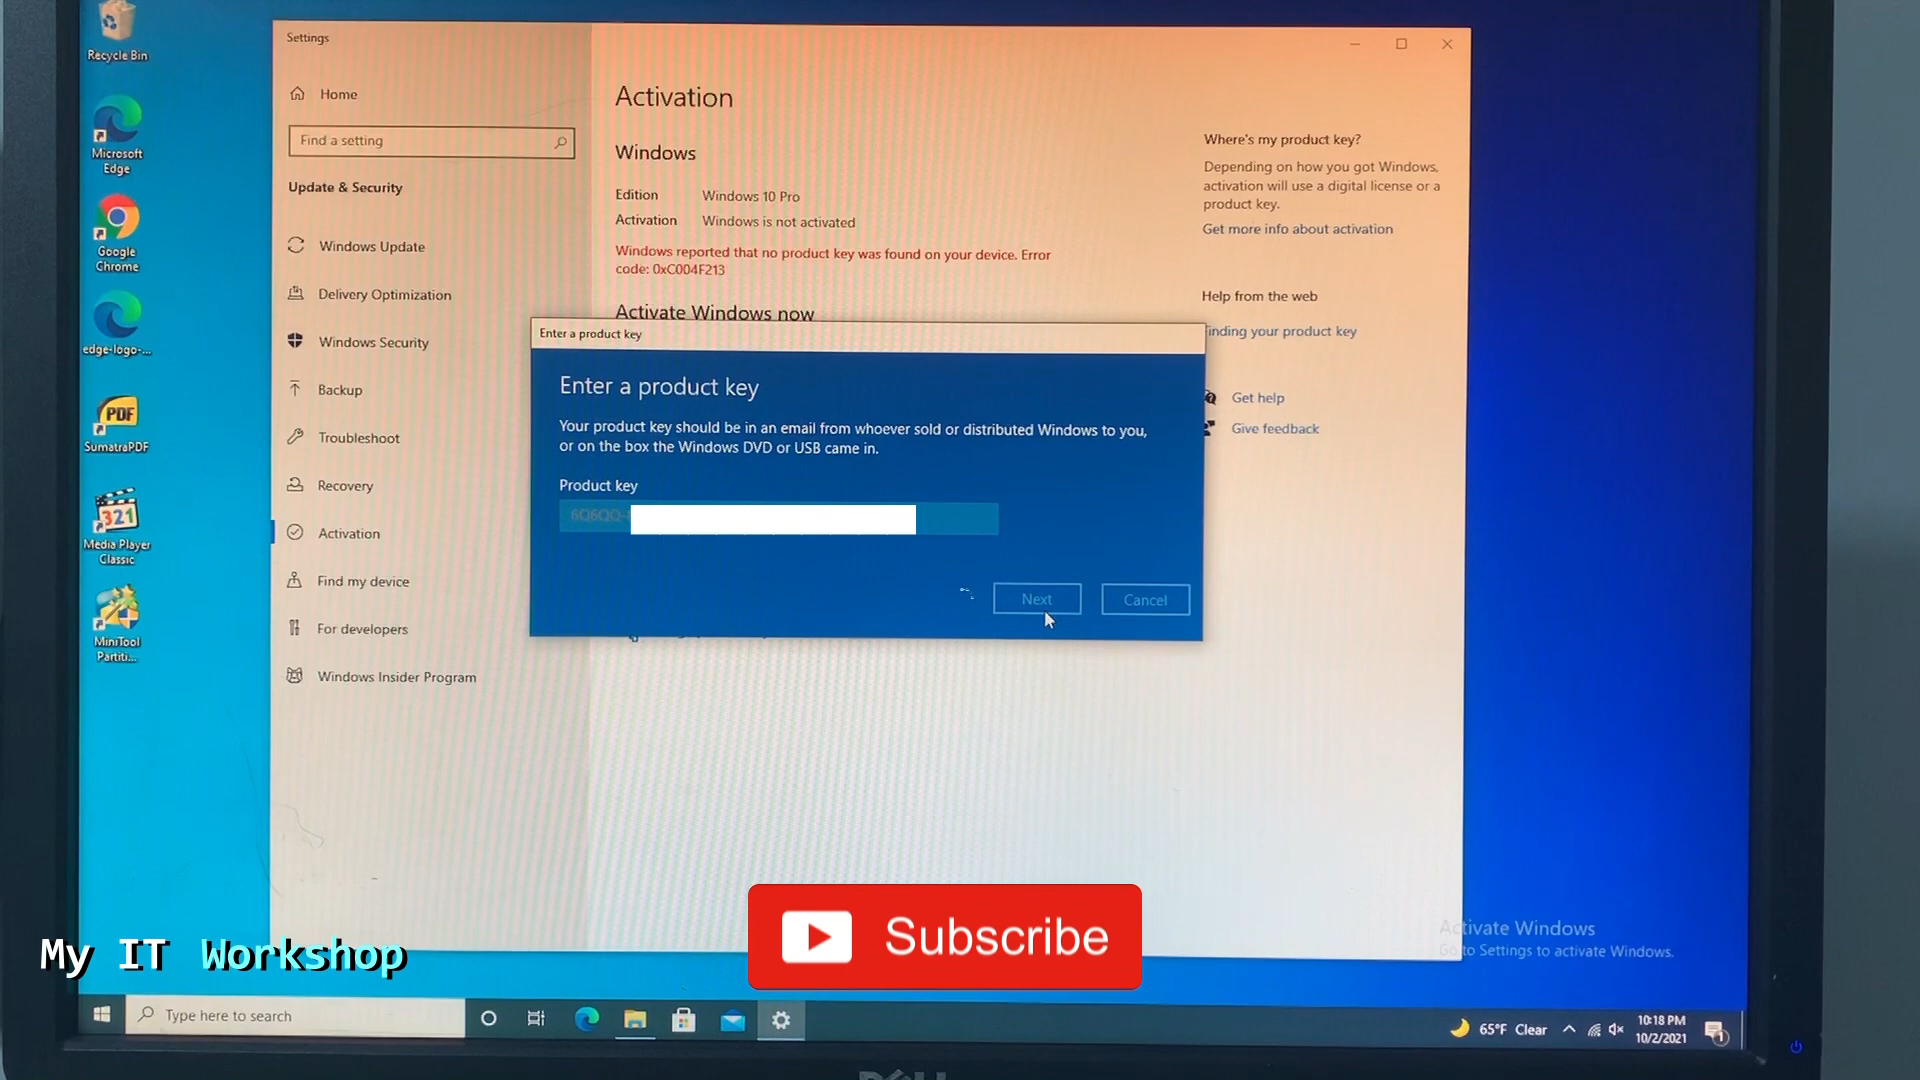 Recycle Bin
Microsoft
Edge
Google
Chrome
edge-logo-...
PDF
SumatraPDF
321
Media Player
Classic
MiniTool
Partiti...
Settings
Home
Find a setting
Update & Security
Windows Update
Delivery Optimization
Windows Security
Backup
Troubleshoot
Recovery
Activation
Find my device
For developers
Windows Insider Program
Activation
Windows
Edition Windows 10 Pro
Activation Windows is not activated
Windows reported that no product key was found on your device. Error
code: 0xC004F213
Activate Windows now
Where's my product key?
Depending on how you got Windows,
activation will use a digital license or a
product key.
Get more info about activation
Help from the web
Finding your product key
Get help
Give feedback
Enter a product key
Enter a product key
Your product key should be in an email from whoever sold or distributed Windows to you,
or on the box the Windows DVD or USB came in.
Product key
6Q6QQ-
Next
Cancel
Subscribe
My IT Workshop
Activate Windows
Go to Settings to activate Windows.
Type here to search
65°F Clear
10:18 PM
10/2/2021
1